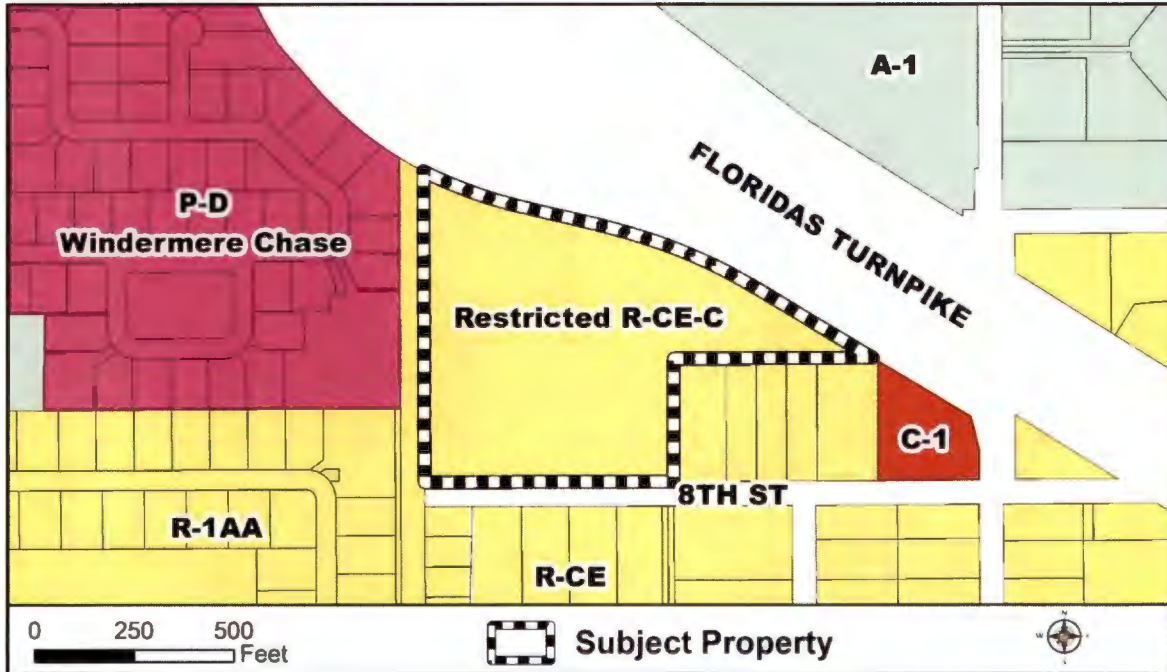 A-1
FLORIDAS TURNPIKE
P-D
Windermere Chase
Restricted R-CE-C
C-1
8TH ST
R-1AA
R-CE
0 250 500
Feet
Subject Property
N
W